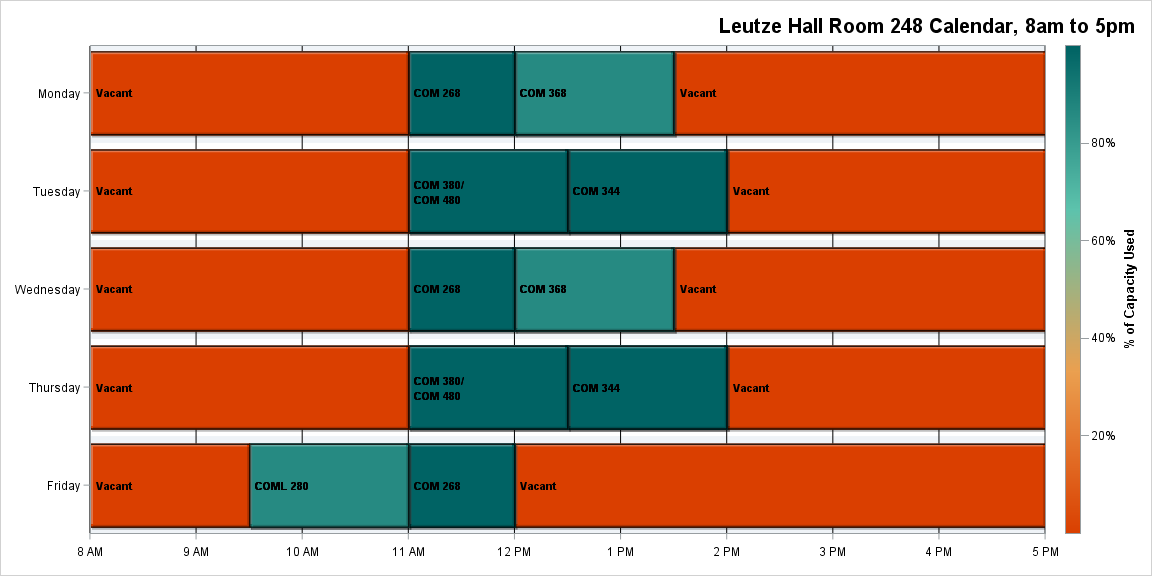 Leutze Hall Room 248 Calendar, 8am to 5pm
Monday
Vacant
COM 268
COM 368
Vacant
Tuesday
Vacant
COM 380/
COM 480
COM 344
Vacant
Wednesday
Vacant
COM 268
COM 368
Vacant
Thursday
Vacant
COM 380/
COM 480
COM 344
Vacant
Friday
Vacant
COML 280
COM 268
Vacant
8 AM
9 AM
10 AM
11 AM
12 PM
1 PM
2 PM
3 PM
4 PM
5 PM
80%
60%
40%
20%
% of Capacity Used